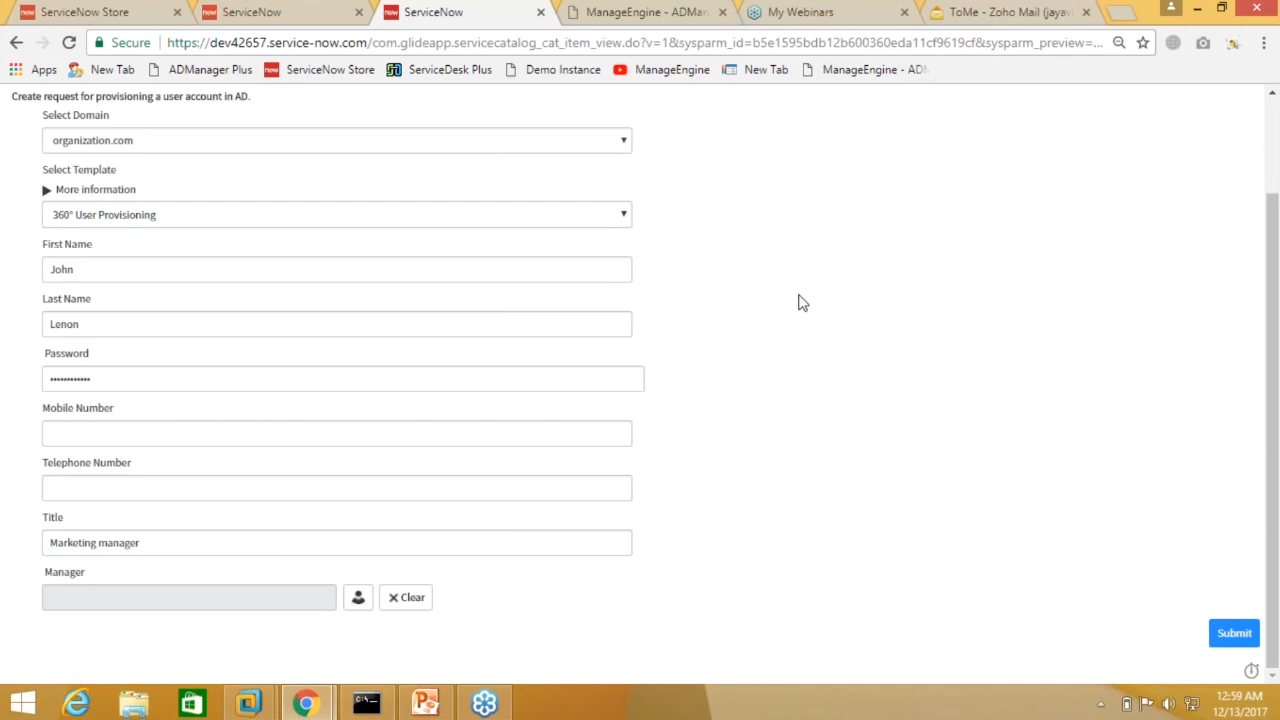 ServiceNow Store
ServiceNow
ServiceNow
ManageEngine - ADMan
My Webinars
ToMe - Zoho Mail (jayav
Secure
https://dev42657.service-now.com/com.glideapp.servicecatalog_cat_item_view.do?v=1&sysparm_id=b5e1595bdb12b600360eda11cf9619cf&sysparm_preview=...
Apps
New Tab
ADManager Plus
now
ServiceNow Store
ServiceDesk Plus
Demo Instance
ManageEngine
New Tab
ManageEngine - ADM
Create request for provisioning a user account in AD.
Select Domain
organization.com
Select Template
More information
360° User Provisioning
First Name
John
Last Name
Lenon
Password
Mobile Number
Telephone Number
Title
Marketing manager
Manager
Clear
Submit
12:59 AM
12/13/2017